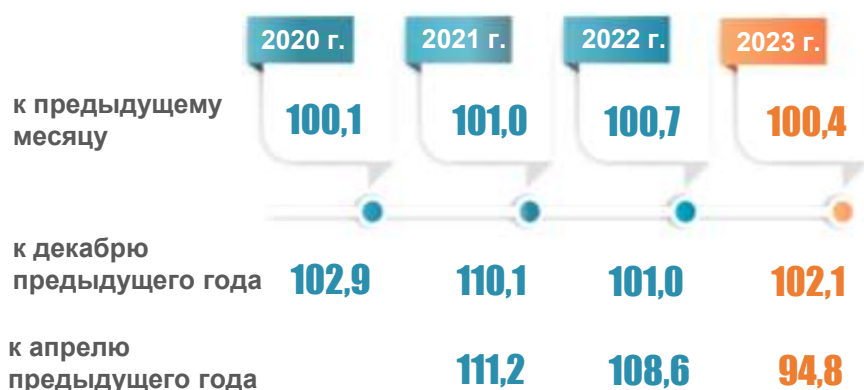 2020 г. 2021 г. 2022 г. 2023 г.
к предыдущему
месяцу
100,1 101,0 100,7 100,4
к декабрю
предыдущего года
102,9 110,1 101,0 102,1
к апрелю
предыдущего года
111,2 108,6 94,8